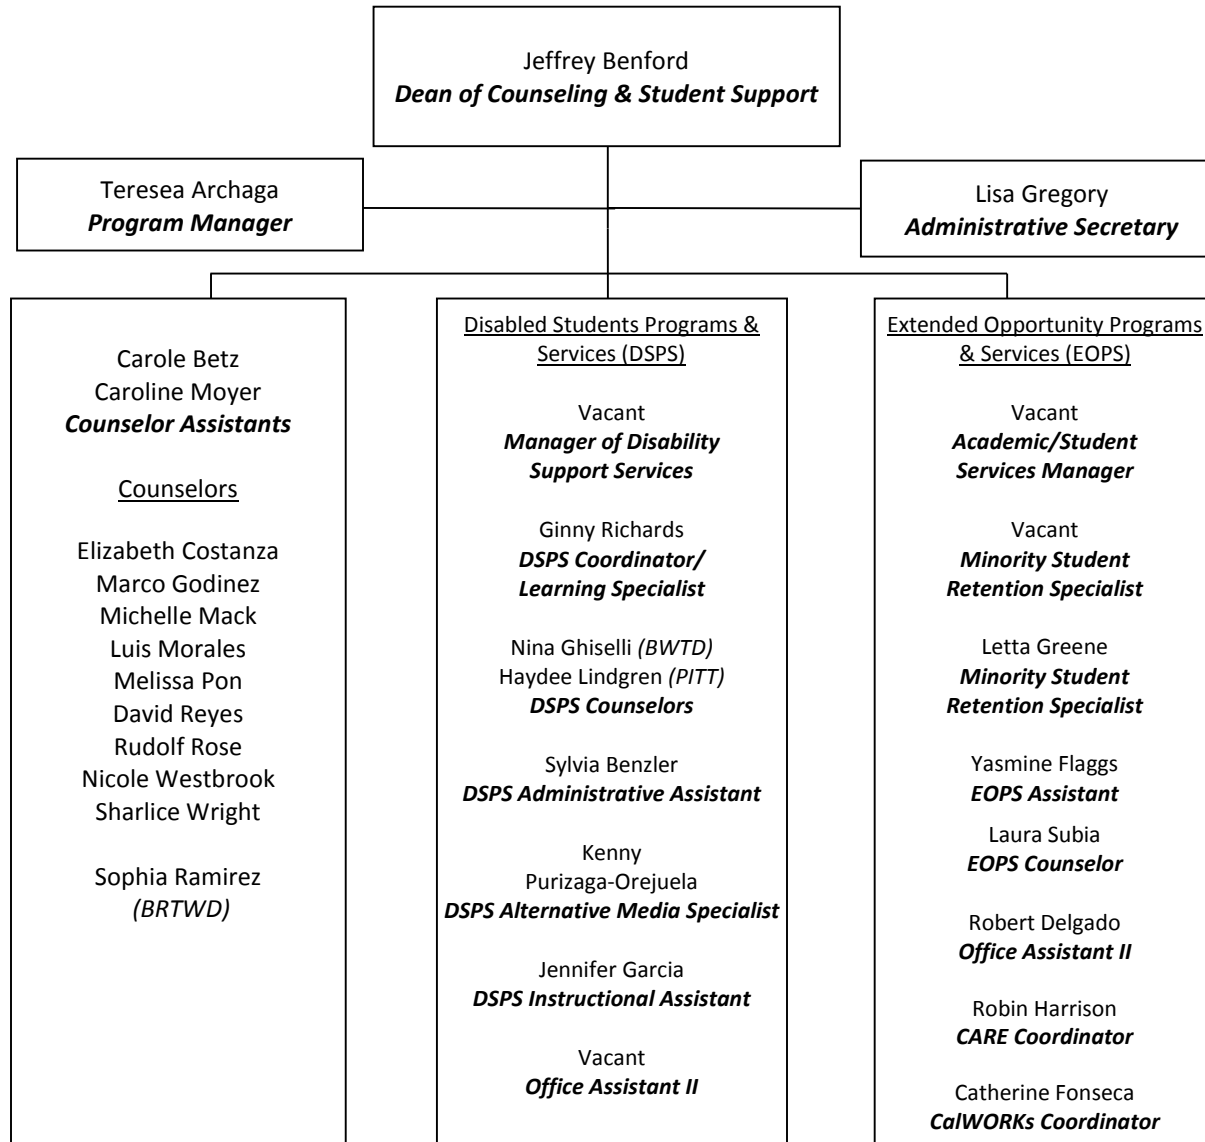 Jeffrey Benford
Dean of Counseling & Student Support
Teresea Archaga
Program Manager
Lisa Gregory
Administrative Secretary
Carole Betz
Caroline Moyer
Counselor Assistants
Counselors
Elizabeth Costanza
Marco Godinez
Michelle Mack
Luis Morales
Melissa Pon
David Reyes
Rudolf Rose
Nicole Westbrook
Sharlice Wright
Sophia Ramirez
(BRTWD)
Disabled Students Programs &
Services (DSPS)
Vacant
Manager of Disability
Support Services
Ginny Richards
DSPS Coordinator/
Learning Specialist
Nina Ghiselli (BWTD)
Haydee Lindgren (PITT)
DSPS Counselors
Sylvia Benzler
DSPS Administrative Assistant
Kenny
Purizaga-Orejuela
DSPS Alternative Media Specialist
Jennifer Garcia
DSPS Instructional Assistant
Vacant
Office Assistant II
Extended Opportunity Programs
& Services (EOPS)
Vacant
Academic/Student
Services Manager
Vacant
Minority Student
Retention Specialist
Letta Greene
Minority Student
Retention Specialist
Yasmine Flaggs
EOPS Assistant
Laura Subia
EOPS Counselor
Robert Delgado
Office Assistant II
Robin Harrison
CARE Coordinator
Catherine Fonseca
CalWORKs Coordinator